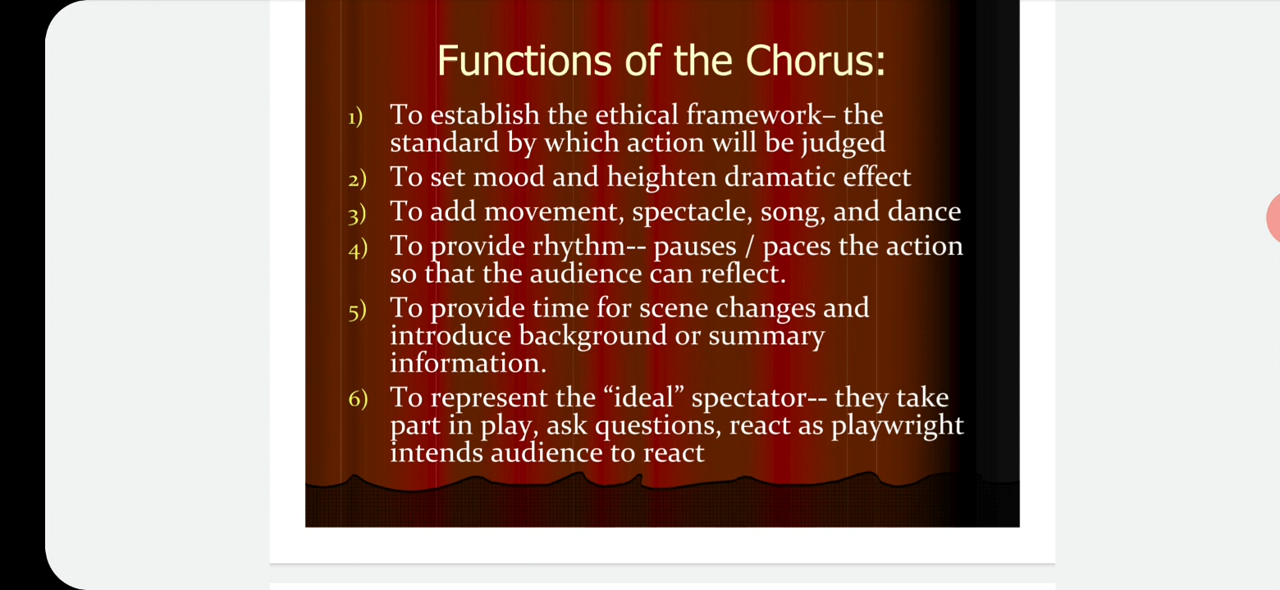 Functions of the Chorus:
1) To establish the ethical framework– the
standard by which action will be judged
2) To set mood and heighten dramatic effect
3) To add movement, spectacle, song, and dance
4) To provide rhythm-- pauses / paces the action
so that the audience can reflect.
5) To provide time for scene changes and
introduce background or summary
information.
6) To represent the “ideal” spectator-- they take
part in play, ask questions, react as playwright
intends audience to react